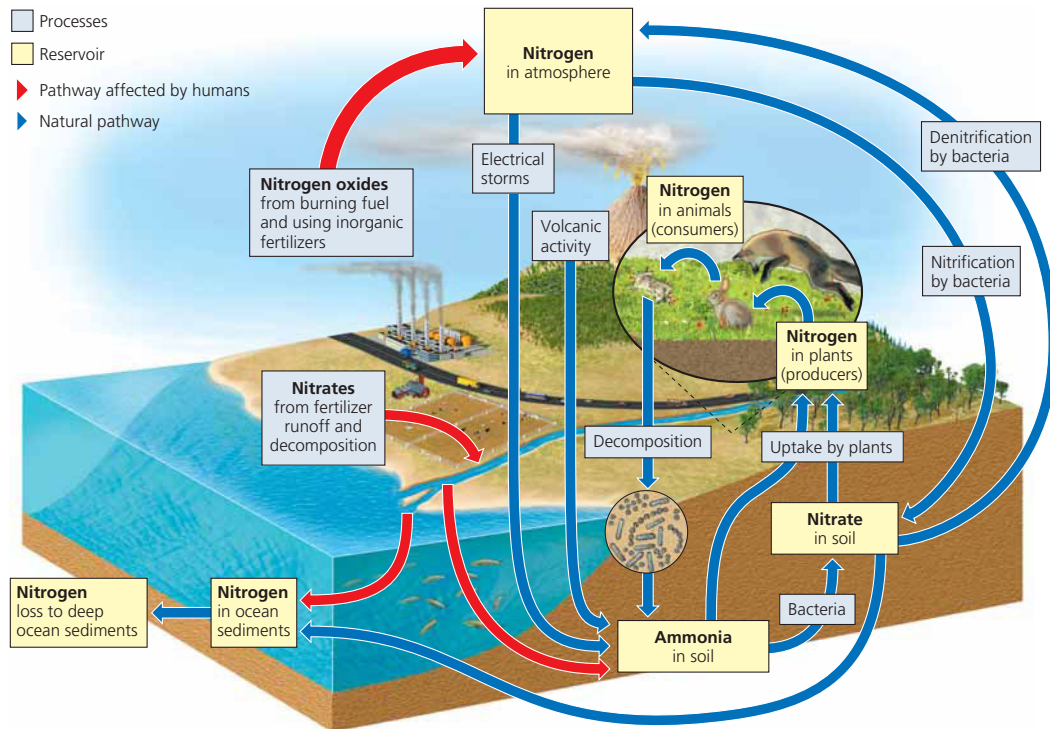 Processes
Reservoir
Pathway affected by humans
Natural pathway
Nitrogen
in atmosphere
Denitrification
by bacteria
Electrical
storms
Nitrogen oxides
from burning fuel
and using inorganic
fertilizers
Nitrogen
in animals
(consumers)
Volcanic
activity
Nitrification
by bacteria
Nitrogen
in plants
(producers)
Nitrates
from fertilizer
runoff and
decomposition
Decomposition
Uptake by plants
Nitrate
in soil
Nitrogen
loss to deep
ocean sediments
Nitrogen
in ocean
sediments
Bacteria
Ammonia
in soil